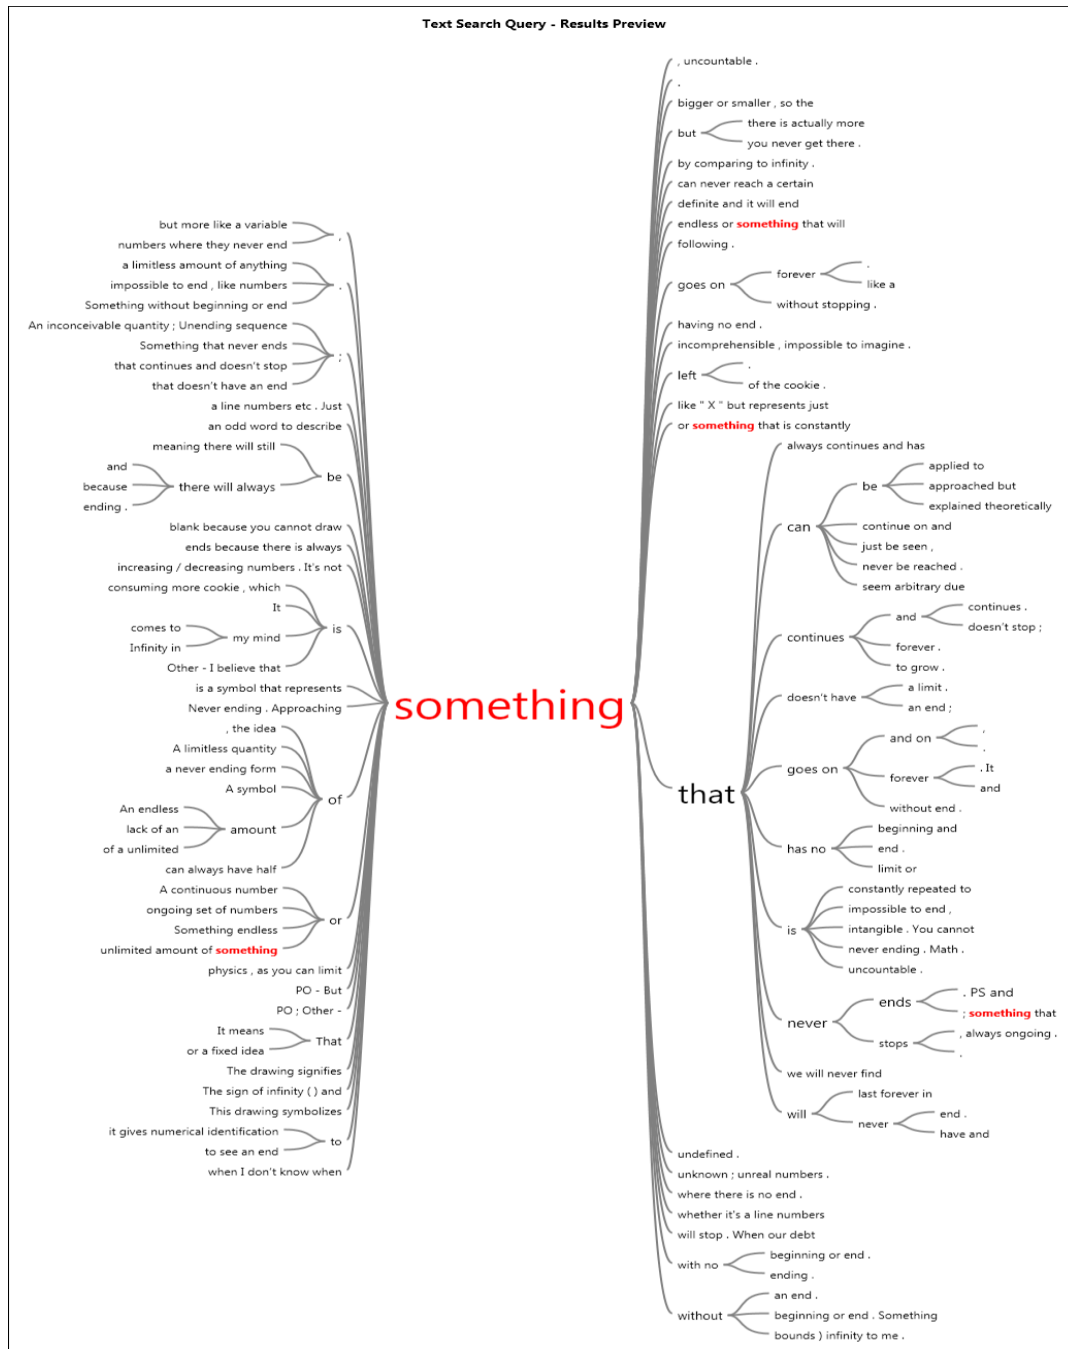 Text Search Query - Results Preview
but more like a variable
numbers where they never end
,
a limitless amount of anything
impossible to end , like numbers
Something without beginning or end
.
An inconceivable quantity ; Unending sequence
Something that never ends
that continues and doesn't stop
that doesn't have an end
;
a line numbers etc . Just
an odd word to describe
meaning there will still
and
because
ending .
there will always
be
blank because you cannot draw
ends because there is always
increasing / decreasing numbers . It's not
consuming more cookie , which
It
comes to
Infinity in
my mind
Other - I believe that
is
is a symbol that represents
Never ending . Approaching
, the idea
A limitless quantity
a never ending form
A symbol
An endless
lack of an
of a unlimited
amount
can always have half
of
A continuous number
ongoing set of numbers
Something endless
unlimited amount of something
or
physics , as you can limit
PO - But
PO ; Other -
It means
or a fixed idea
That
The drawing signifies
The sign of infinity ( ) and
This drawing symbolizes
it gives numerical identification
to see an end
to
when I don't know when
something
, uncountable .
.
bigger or smaller , so the
but
there is actually more
you never get there .
by comparing to infinity .
can never reach a certain
definite and it will end
endless or something that will
following .
goes on
forever
.
like a
without stopping .
having no end .
incomprehensible , impossible to imagine .
left
.
of the cookie .
like " X " but represents just
or something that is constantly
that
always continues and has
can
be
applied to
approached but
explained theoretically
continue on and
just be seen ,
never be reached .
seem arbitrary due
continues
and
continues .
doesn't stop ;
forever .
to grow .
doesn't have
a limit .
an end ;
goes on
and on
,
.
forever
. It
and
without end .
has no
beginning and
end .
limit or
is
constantly repeated to
impossible to end ,
intangible . You cannot
never ending . Math .
uncountable .
never
ends
. PS and
; something that
stops
, always ongoing .
.
we will never find
will
last forever in
never
end .
have and
undefined .
unknown ; unreal numbers .
where there is no end .
whether it's a line numbers
will stop . When our debt
with no
beginning or end .
ending .
without
an end .
beginning or end . Something
bounds ) infinity to me .